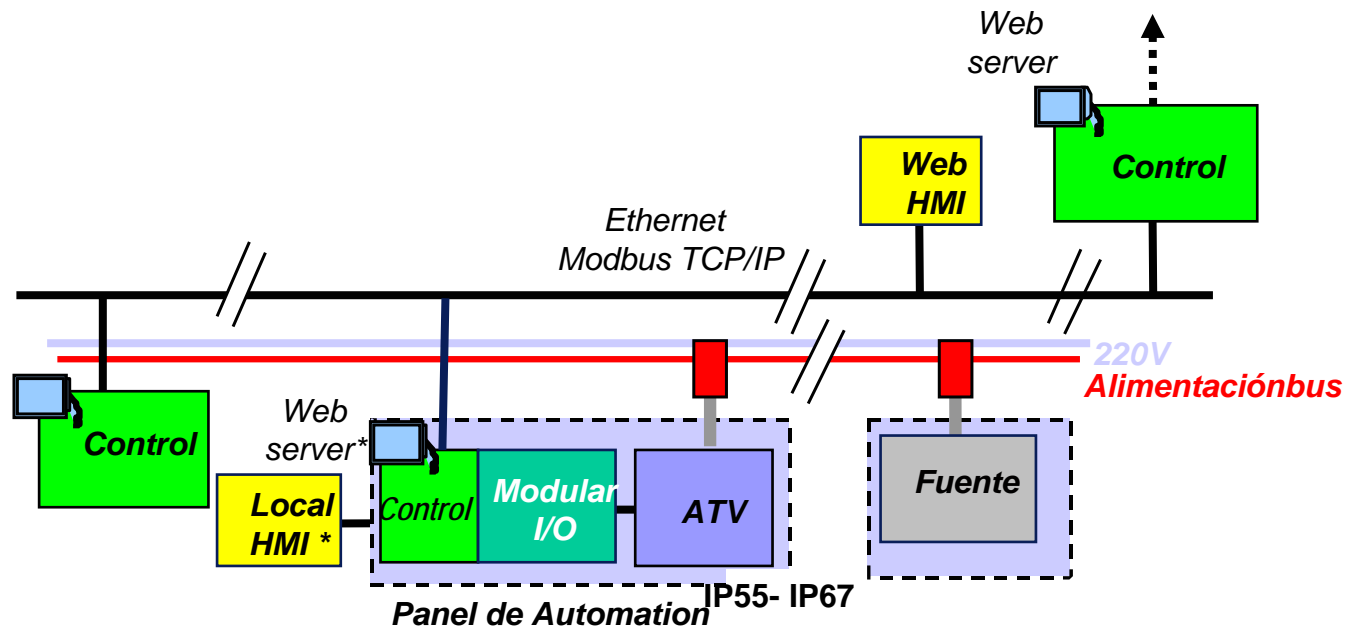 Web
server
Control
Web
HMI
Ethernet
Modbus TCP/IP
220V
Alimentaciónbus
Control
Web
server*
Local
HMI *
Control
Modular
I/O
ATV
Fuente
IP55- IP67
Panel de Automation